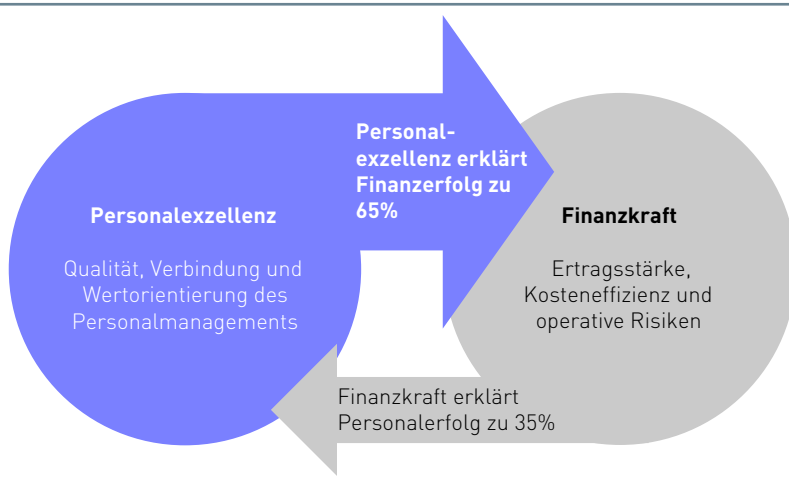 Personal-
exzellenz erklärt
Finanzerfolg zu
65%
Personalexzellenz
Qualität, Verbindung und
Wertorientierung des
Personalmanagements
Finanzkraft
Ertragsstärke,
Kosteneffizienz und
operative Risiken
Finanzkraft erklärt
Personalerfolg zu 35%